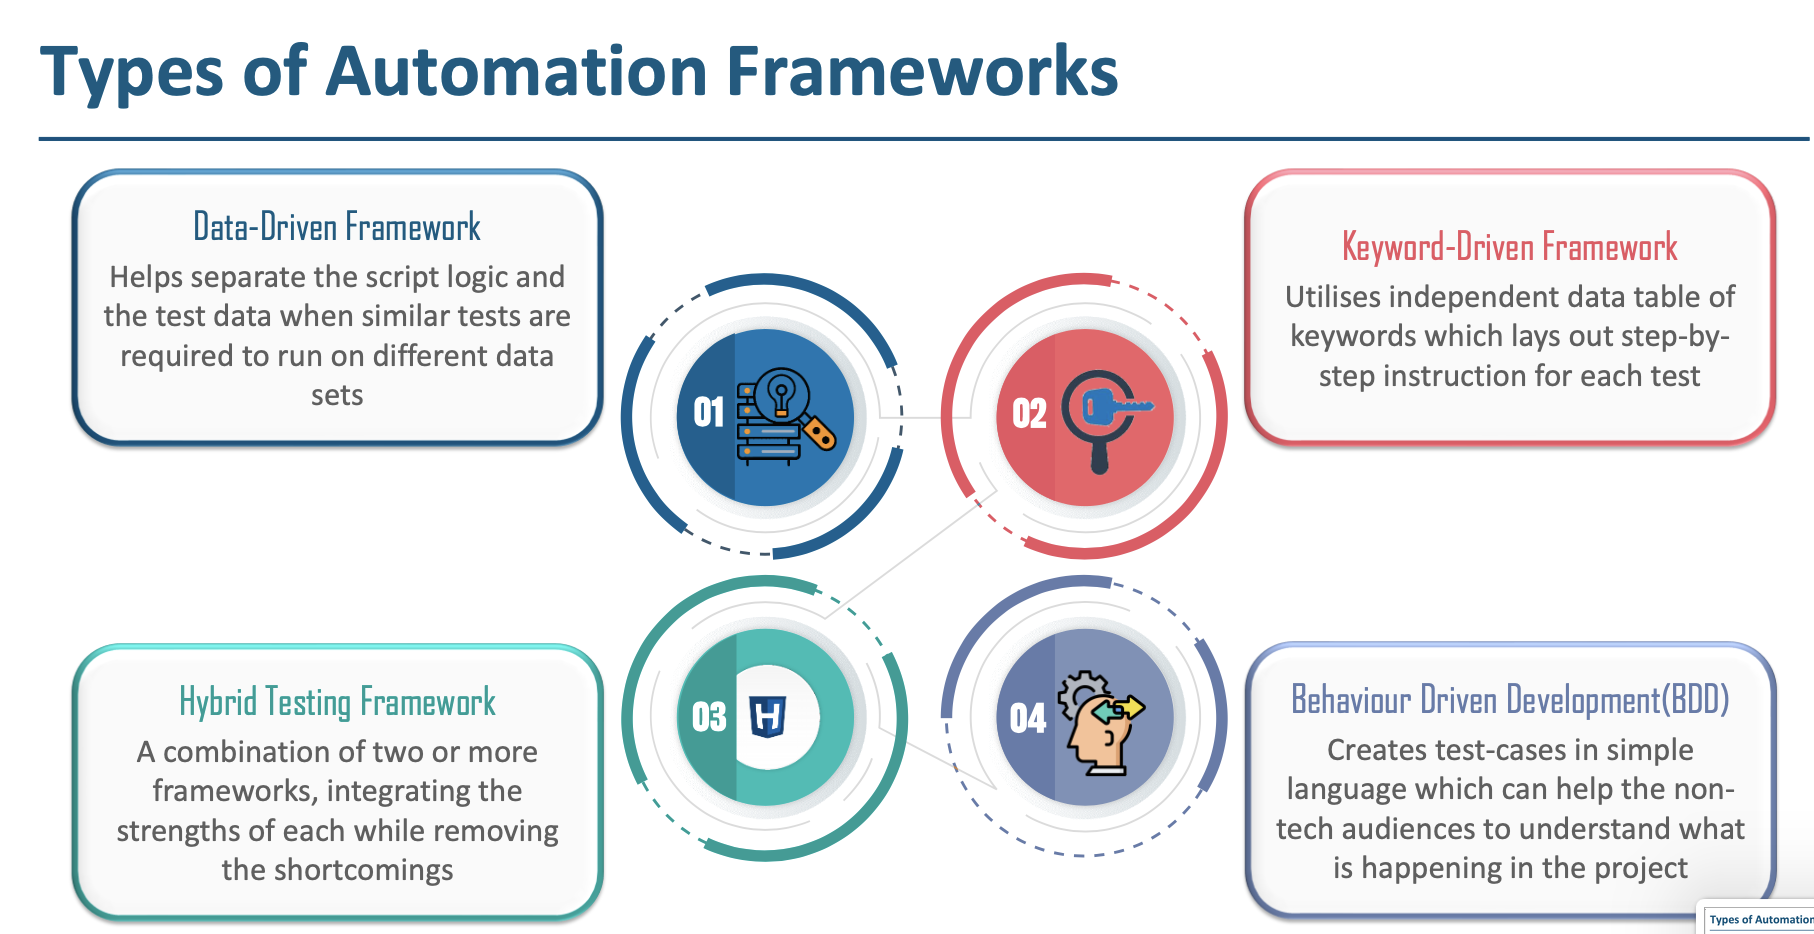 Types of Automation Frameworks
Data-Driven Framework
Helps separate the script logic and
the test data when similar tests are
required to run on different data
sets
01
02
Keyword-Driven Framework
Utilises independent data table of
keywords which lays out step-by-
step instruction for each test
Hybrid Testing Framework
A combination of two or more
frameworks, integrating the
strengths of each while removing
the shortcomings
03
H
04
Behaviour Driven Development(BDD)
Creates test-cases in simple
language which can help the non-
tech audiences to understand what
is happening in the project
Types of Automation